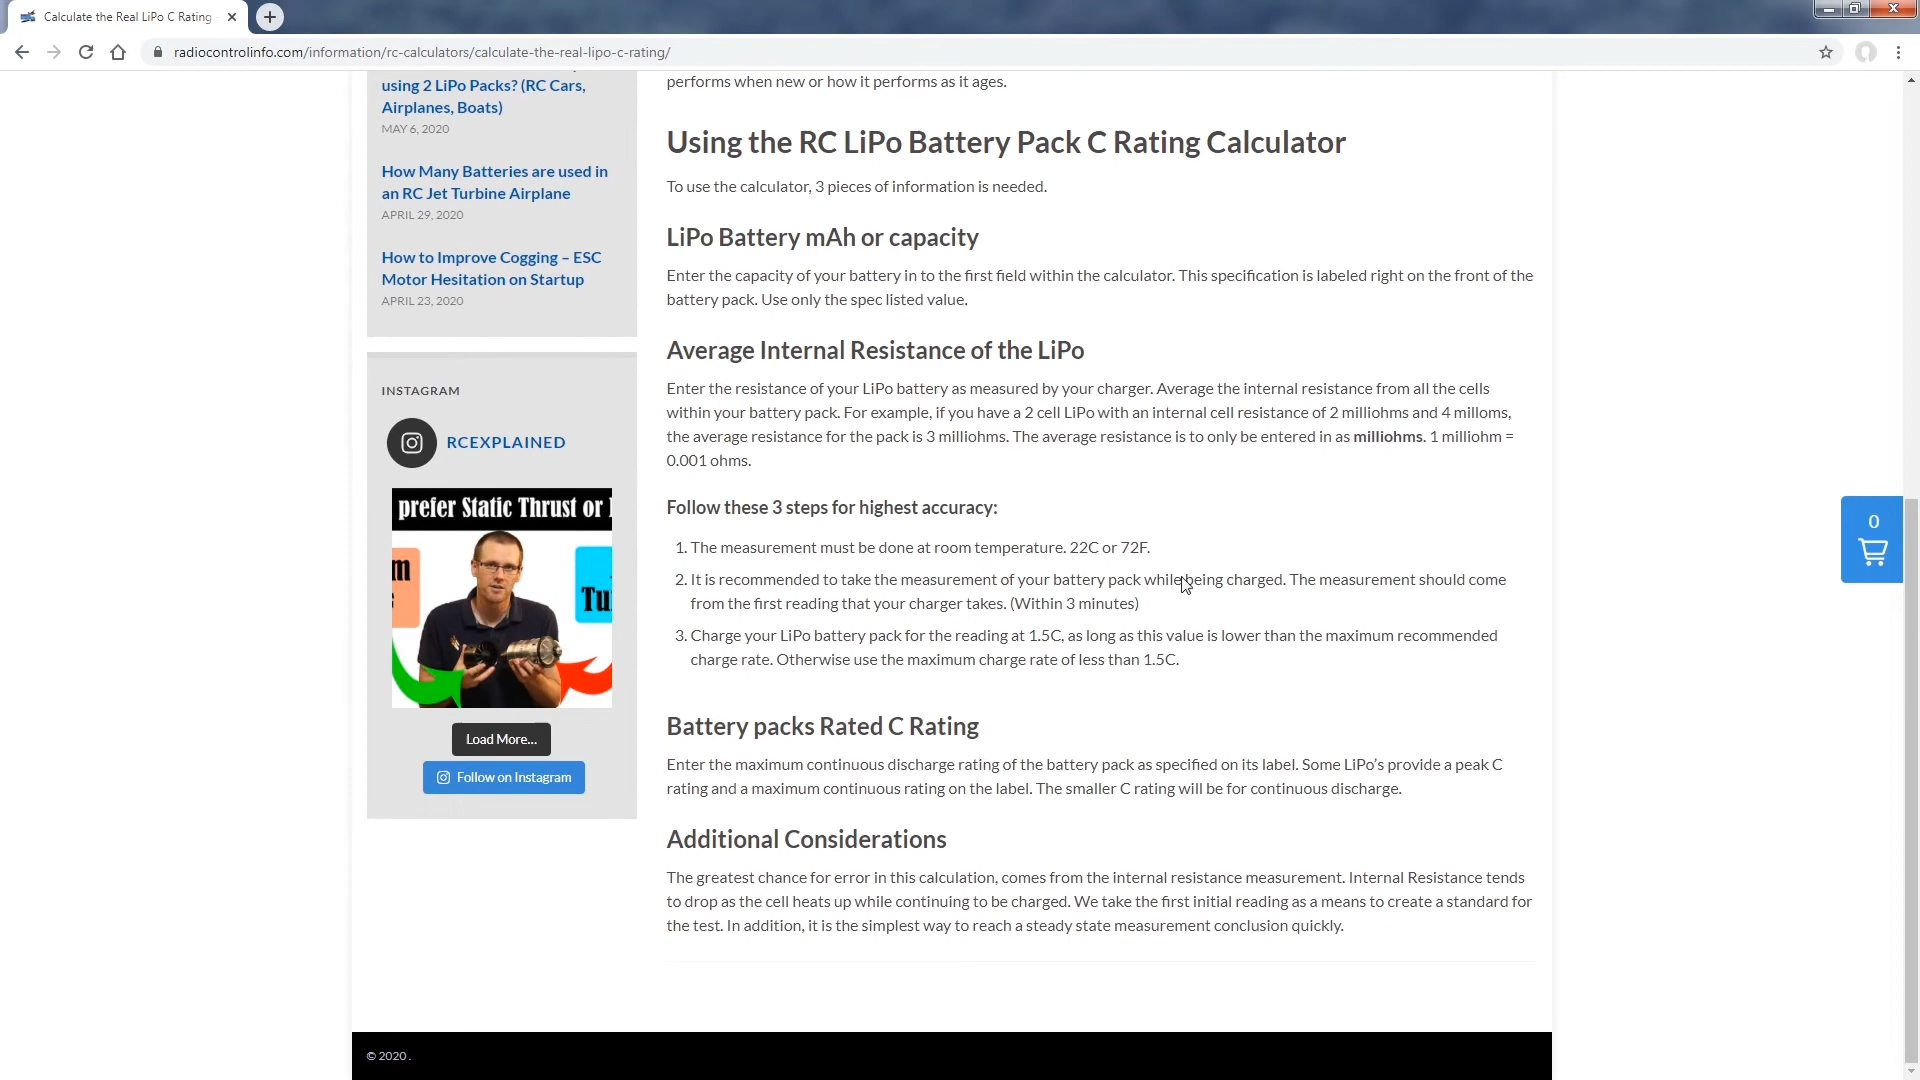 Calculate the Real LiPo C Rating
radiocontrolinfo.com/information/rc-calculators/calculate-the-real-lipo-c-rating/
using 2 LiPo Packs? (RC Cars,
Airplanes, Boats)
MAY 6, 2020
How Many Batteries are used in
an RC Jet Turbine Airplane
APRIL 29, 2020
How to Improve Cogging – ESC
Motor Hesitation on Startup
APRIL 23, 2020
INSTAGRAM
RCEXPLAINED
prefer Static Thrust or
Tu
Load More...
Follow on Instagram
performs when new or how it performs as it ages.
Using the RC LiPo Battery Pack C Rating Calculator
To use the calculator, 3 pieces of information is needed.
LiPo Battery mAh or capacity
Enter the capacity of your battery in to the first field within the calculator. This specification is labeled right on the front of the
battery pack. Use only the spec listed value.
Average Internal Resistance of the LiPo
Enter the resistance of your LiPo battery as measured by your charger. Average the internal resistance from all the cells
within your battery pack. For example, if you have a 2 cell LiPo with an internal cell resistance of 2 milliohms and 4 milloms,
the average resistance for the pack is 3 milliohms. The average resistance is to only be entered in as milliohms. 1 milliohm =
0.001 ohms.
Follow these 3 steps for highest accuracy:
1. The measurement must be done at room temperature. 22C or 72F.
2. It is recommended to take the measurement of your battery pack while being charged. The measurement should come
from the first reading that your charger takes. (Within 3 minutes)
3. Charge your LiPo battery pack for the reading at 1.5C, as long as this value is lower than the maximum recommended
charge rate. Otherwise use the maximum charge rate of less than 1.5C.
Battery packs Rated C Rating
Enter the maximum continuous discharge rating of the battery pack as specified on its label. Some LiPo's provide a peak C
rating and a maximum continuous rating on the label. The smaller C rating will be for continuous discharge.
Additional Considerations
The greatest chance for error in this calculation, comes from the internal resistance measurement. Internal Resistance tends
to drop as the cell heats up while continuing to be charged. We take the first initial reading as a means to create a standard for
the test. In addition, it is the simplest way to reach a steady state measurement conclusion quickly.
0
© 2020 .